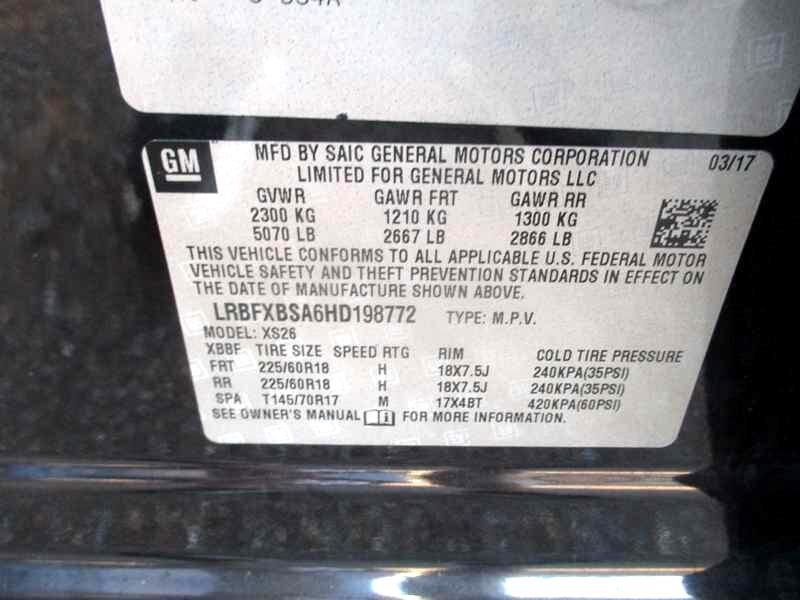 GM
MFD BY SAIC GENERAL MOTORS CORPORATION 03/17
LIMITED FOR GENERAL MOTORS LLC
GVWR GAWR FRT GAWR RR
2300 KG 1210 KG 1300 KG
5070 LB 2667 LB 2866 LB
THIS VEHICLE CONFORMS TO ALL APPLICABLE U.S. FEDERAL MOTOR
VEHICLE SAFETY AND THEFT PREVENTION STANDARDS IN EFFECT ON
THE DATE OF MANUFACTURE SHOWN ABOVE.
LRBFXBSA6HD198772 TYPE: M.P.V.
MODEL: XS26
XBBF TIRE SIZE SPEED RTG RIM COLD TIRE PRESSURE
FRT 225/60R18 H 18X7.5J 240KPA(35PSI)
RR 225/60R18 H 18X7.5J 240KPA(35PSI)
SPA T145/70R17 M 17X4BT 420KPA(60PSI)
SEE OWNER'S MANUAL i FOR MORE INFORMATION.